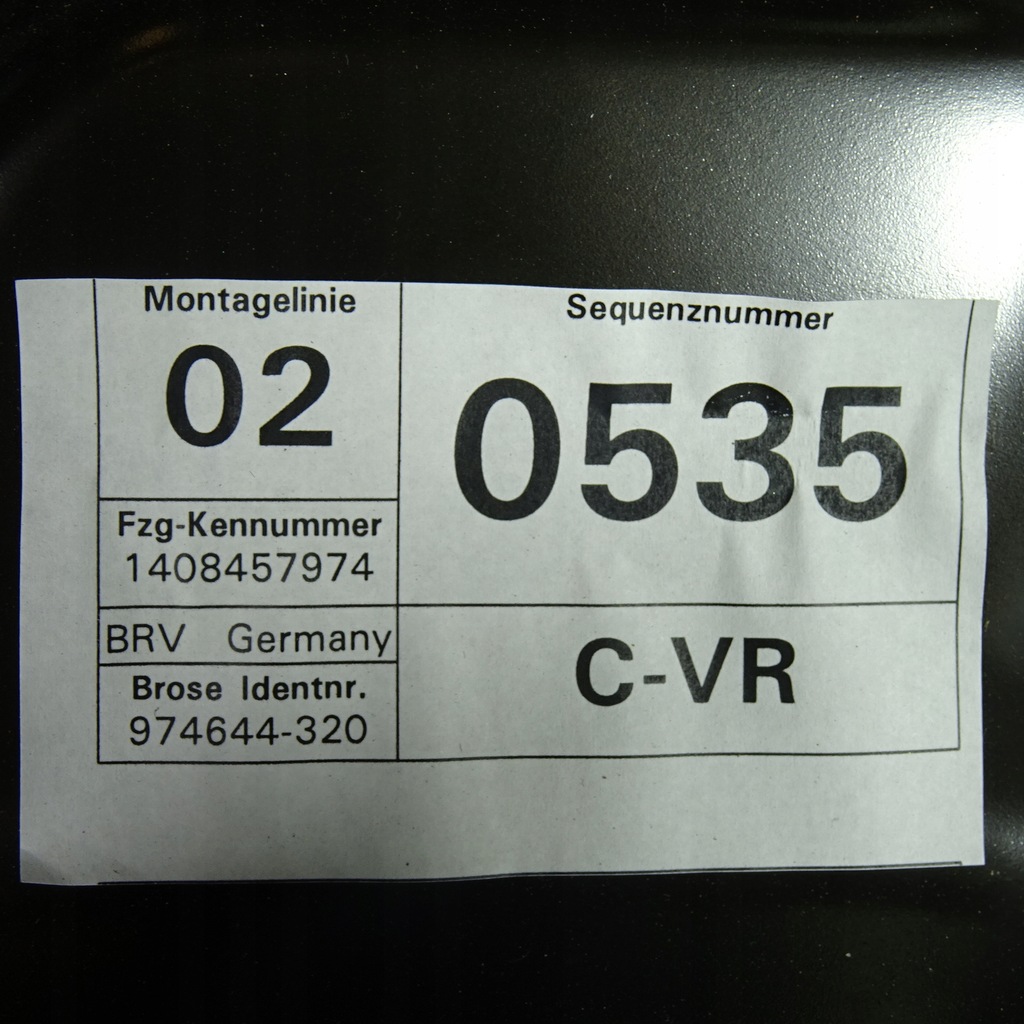 Montagelinie
02
Fzg-Kennummer
1408457974
BRV Germany
Brose Identnr.
974644-320
Sequenznummer
0535
C-VR